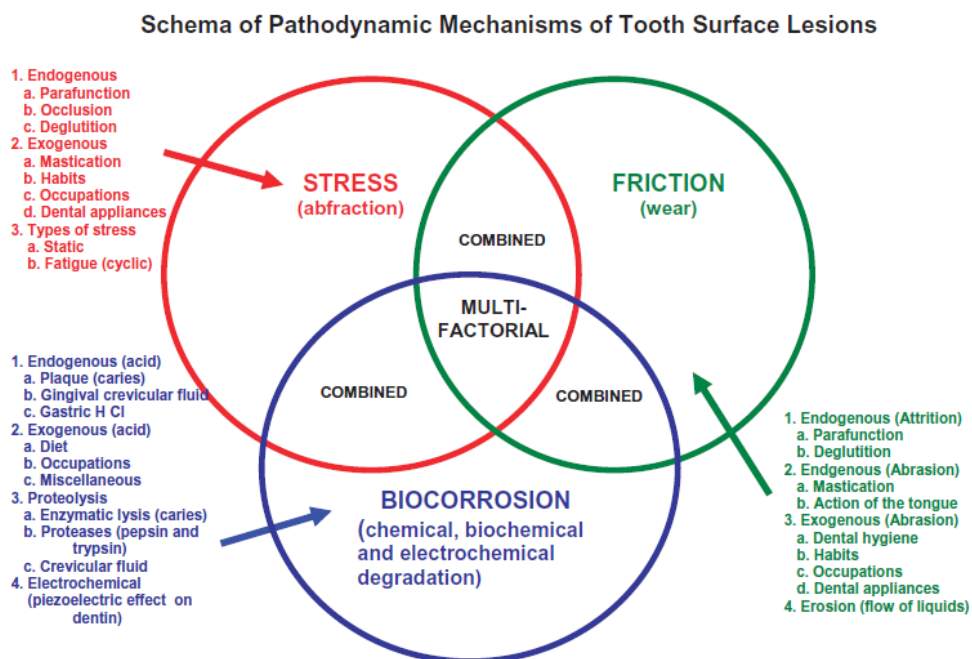 Schema of Pathodynamic Mechanisms of Tooth Surface Lesions
1. Endogenous
a. Parafunction
b. Occlusion
c. Deglutition
2. Exogenous
a. Mastication
b. Habits
c. Occupations
d. Dental appliances
3. Types of stress
a. Static
b. Fatigue (cyclic)
STRESS
(abfraction)
FRICTION
(wear)
COMBINED
MULTI-
FACTORIAL
COMBINED
COMBINED
1. Endogenous (acid)
a. Plaque (caries)
b. Gingival crevicular fluid
c. Gastric H Cl
2. Exogenous (acid)
a. Diet
b. Occupations
c. Miscellaneous
3. Proteolysis
a. Enzymatic lysis (caries)
b. Proteases (pepsin and
trypsin)
c. Crevicular fluid
4. Electrochemical
(piezoelectric effect on
dentin)
BIOCORROSION
(chemical, biochemical
and electrochemical
degradation)
1. Endogenous (Attrition)
a. Parafunction
b. Deglutition
2. Endgenous (Abrasion)
a. Mastication
b. Action of the tongue
3. Exogenous (Abrasion)
a. Dental hygiene
b. Habits
c. Occupations
d. Dental appliances
4. Erosion (flow of liquids)